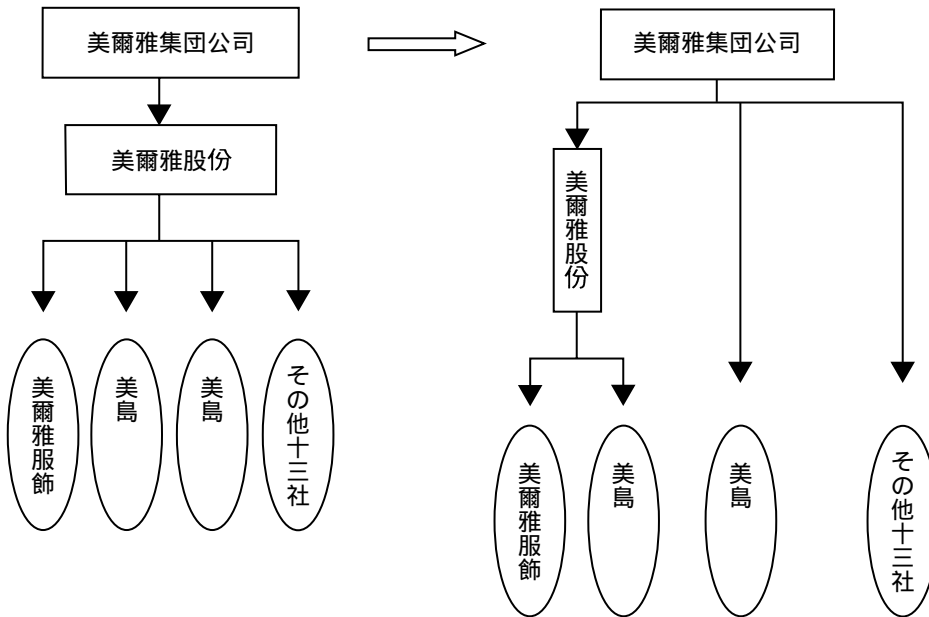 美爾雅集団公司
美爾雅股份
美爾雅服飾
美島
美島
その他十三社
美爾雅集団公司
美爾雅股份
美爾雅服飾
美島
美島
その他十三社